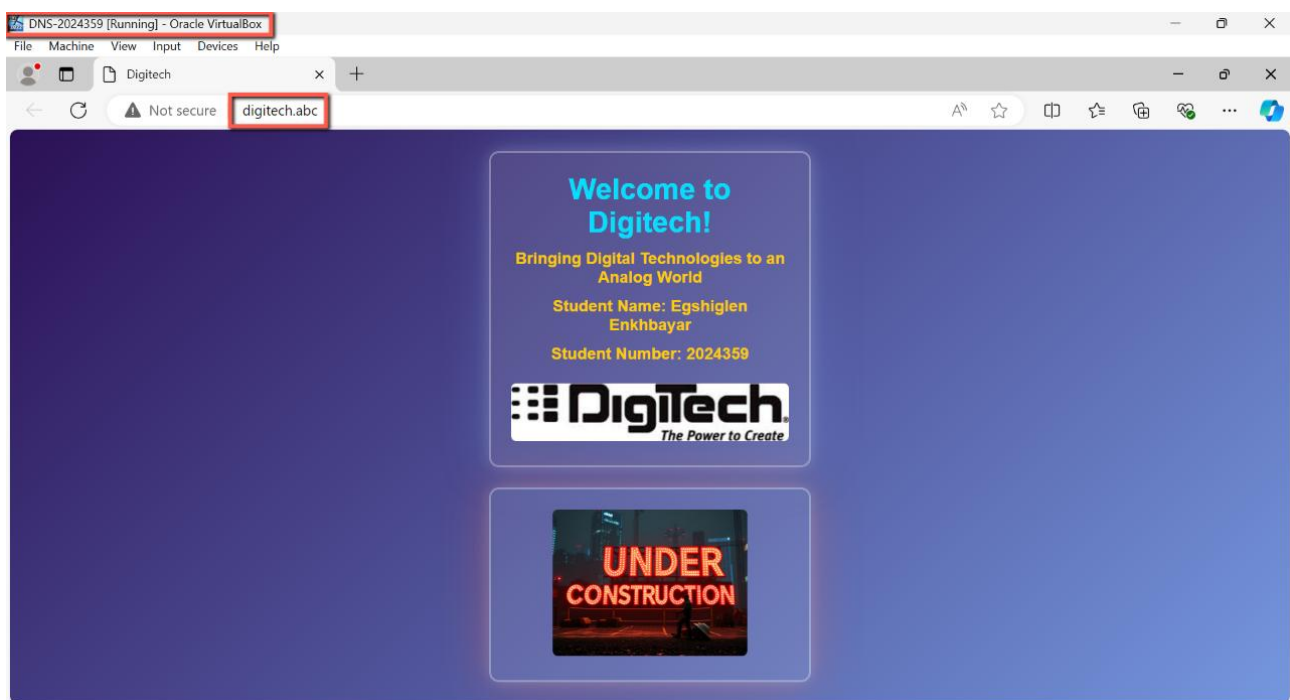 DNS-2024359 [Running] - Oracle VirtualBox
File Machine View Input Devices Help
Digitech
Not secure digitech.abc
Welcome to
Digitech!
Bringing Digital Technologies to an
Analog World
Student Name: Egshiglen
Enkhbayar
Student Number: 2024359
DigiTech®
The Power to Create
UNDER
CONSTRUCTION